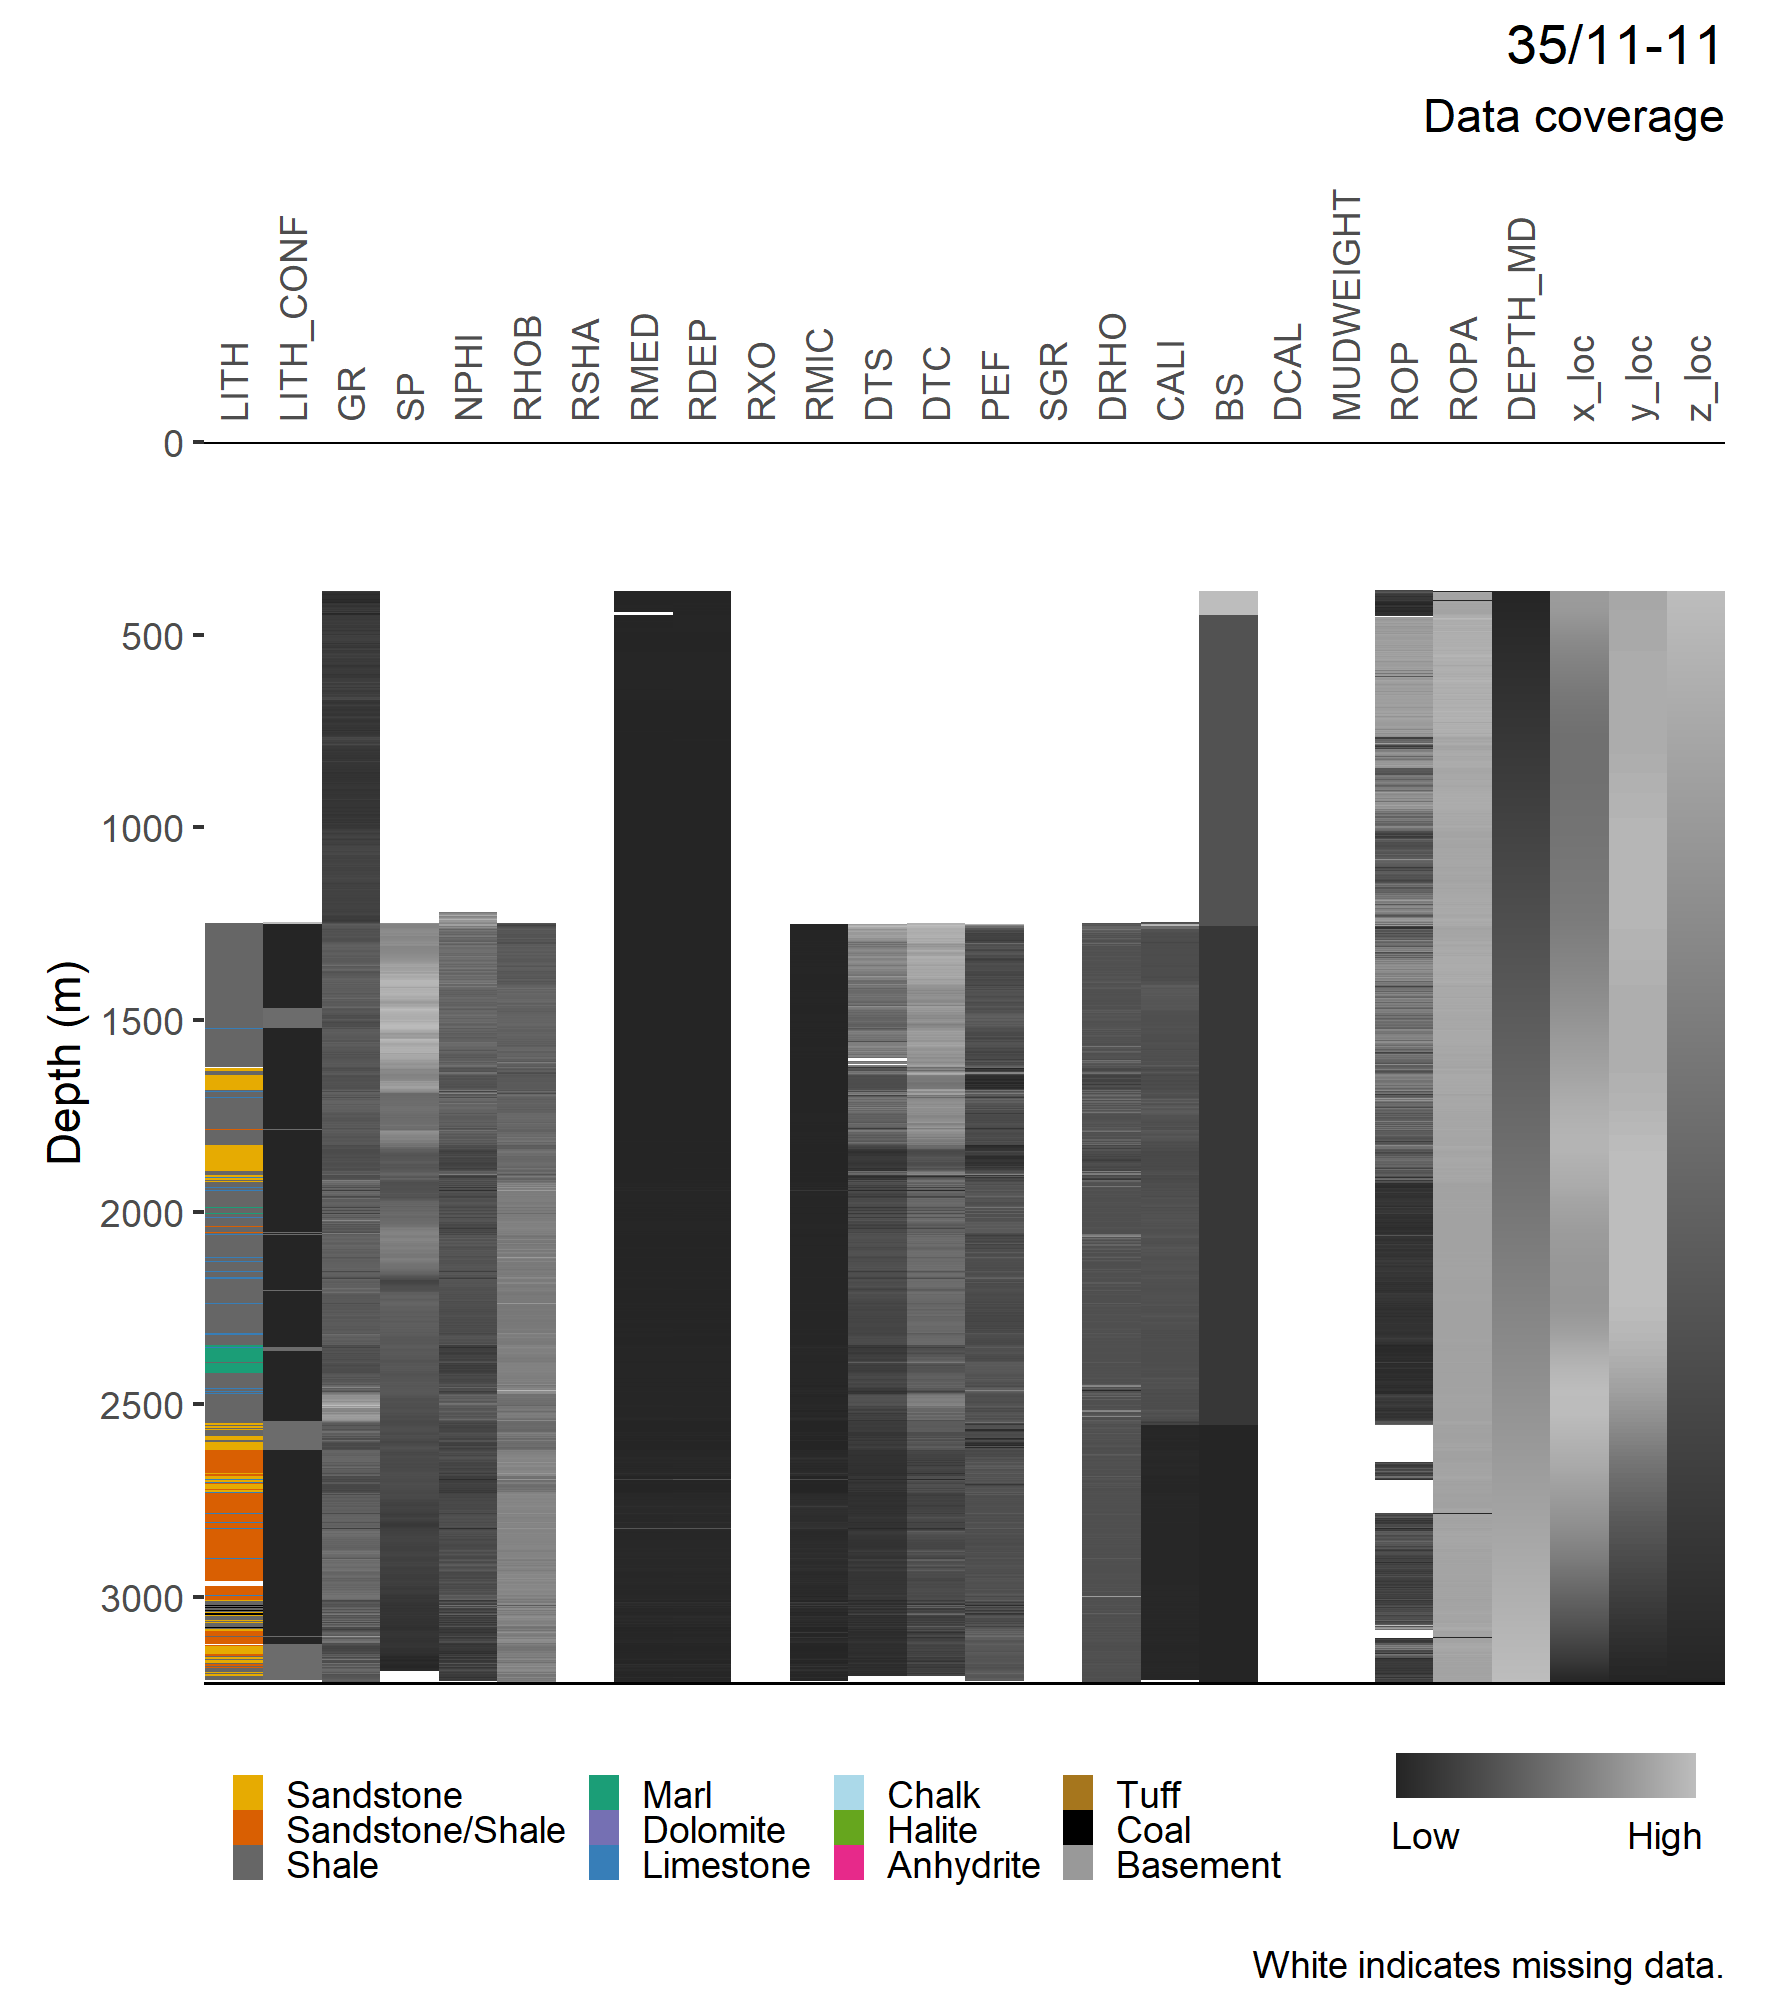 35/11-11
Data coverage
LITH
LITH_CONF
GR
SP
NPHI
RHOB
RSHA
RMED
RDEP
RXO
RMIC
DTS
DTC
PEF
SGR
DRHO
CALI
BS
DCAL
MUDWEIGHT
ROP
ROPA
DEPTH_MD
x_loc
y_loc
z_loc
0
500
1000
1500
2000
2500
3000
Depth (m)
Sandstone
Sandstone/Shale
Shale
Marl
Dolomite
Limestone
Chalk
Halite
Anhydrite
Tuff
Coal
Basement
Low High
White indicates missing data.